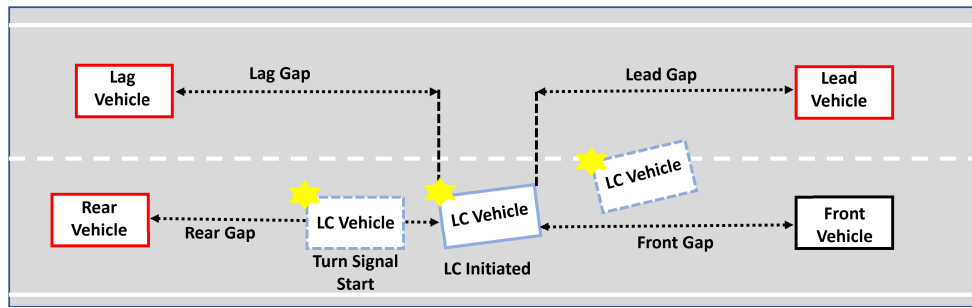 Lag
Vehicle
Lag Gap
Lead Gap
Lead
Vehicle
LC Vehicle
Rear
Vehicle
Rear Gap
LC Vehicle
LC Vehicle
Front Gap
Front
Vehicle
Turn Signal
Start
LC Initiated